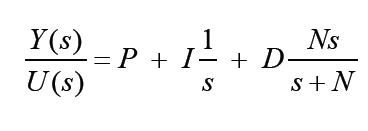 Y(s)/U(s) = P + I 1/s + D Ns/(s + N)